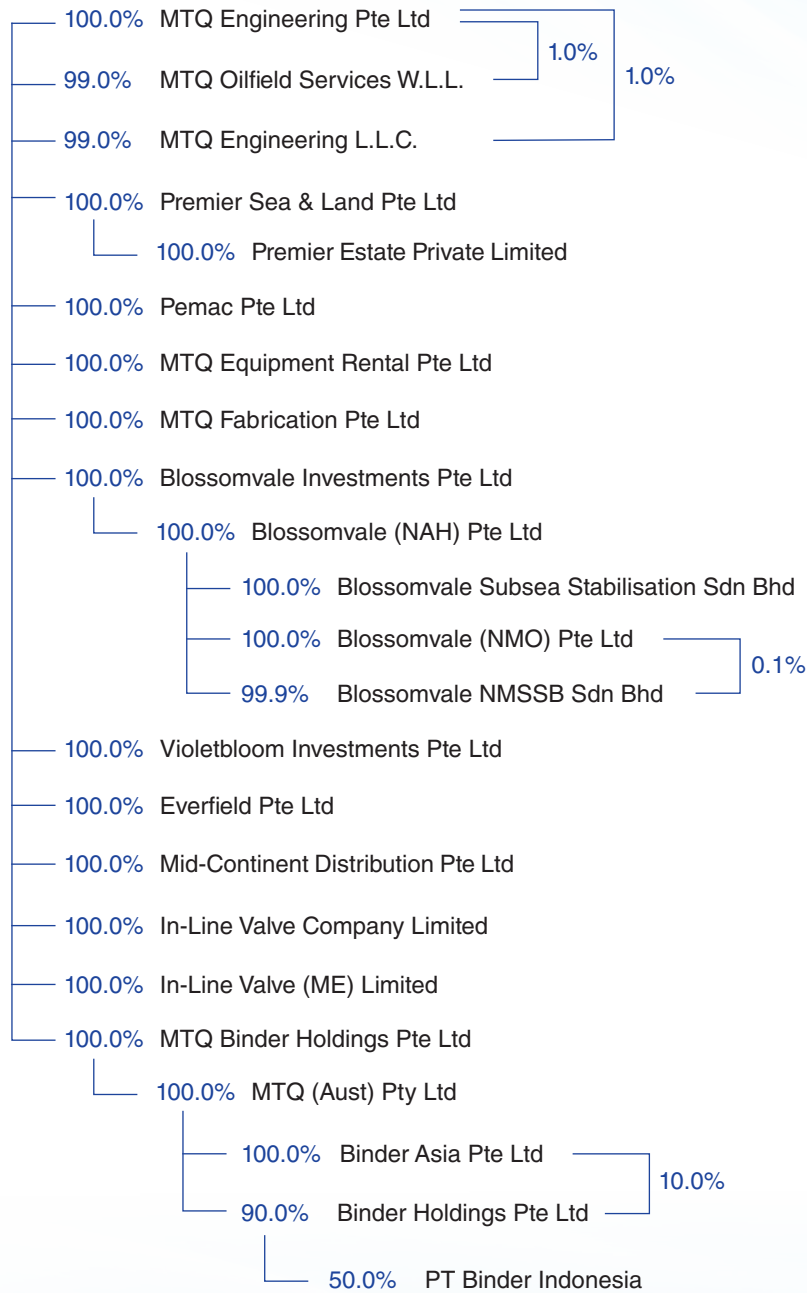 100.0% MTQ Engineering Pte Ltd
1.0%
1.0%
99.0% MTQ Oilfield Services W.L.L.
99.0% MTQ Engineering L.L.C.
100.0% Premier Sea & Land Pte Ltd
100.0% Premier Estate Private Limited
100.0% Pemac Pte Ltd
100.0% MTQ Equipment Rental Pte Ltd
100.0% MTQ Fabrication Pte Ltd
100.0% Blossomvale Investments Pte Ltd
100.0% Blossomvale (NAH) Pte Ltd
100.0% Blossomvale Subsea Stabilisation Sdn Bhd
100.0% Blossomvale (NMO) Pte Ltd
0.1%
99.9% Blossomvale NMSSB Sdn Bhd
100.0% Violetbloom Investments Pte Ltd
100.0% Everfield Pte Ltd
100.0% Mid-Continent Distribution Pte Ltd
100.0% In-Line Valve Company Limited
100.0% In-Line Valve (ME) Limited
100.0% MTQ Binder Holdings Pte Ltd
100.0% MTQ (Aust) Pty Ltd
100.0% Binder Asia Pte Ltd
10.0%
90.0% Binder Holdings Pte Ltd
50.0% PT Binder Indonesia